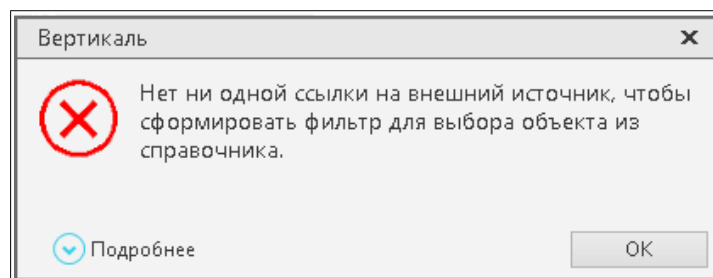 Вертикаль
Нет ни одной ссылки на внешний источник, чтобы
сформировать фильтр для выбора объекта из
справочника.
Подробнее
OK